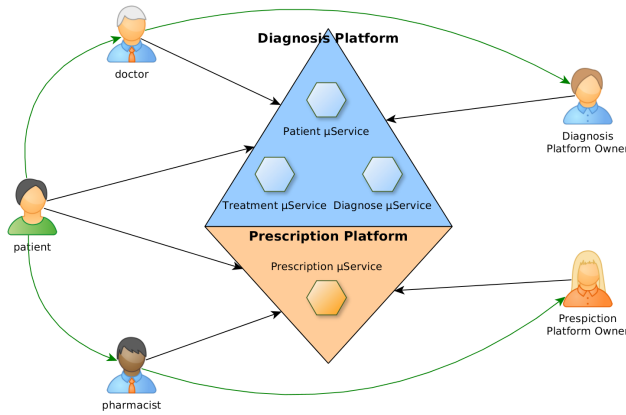 Diagnosis Platform
doctor
Patient µService
Diagnosis
Platform Owner
Treatment µService
Diagnose µService
Prescription Platform
patient
Prescription µService
Prespiction
Platform Owner
pharmacist